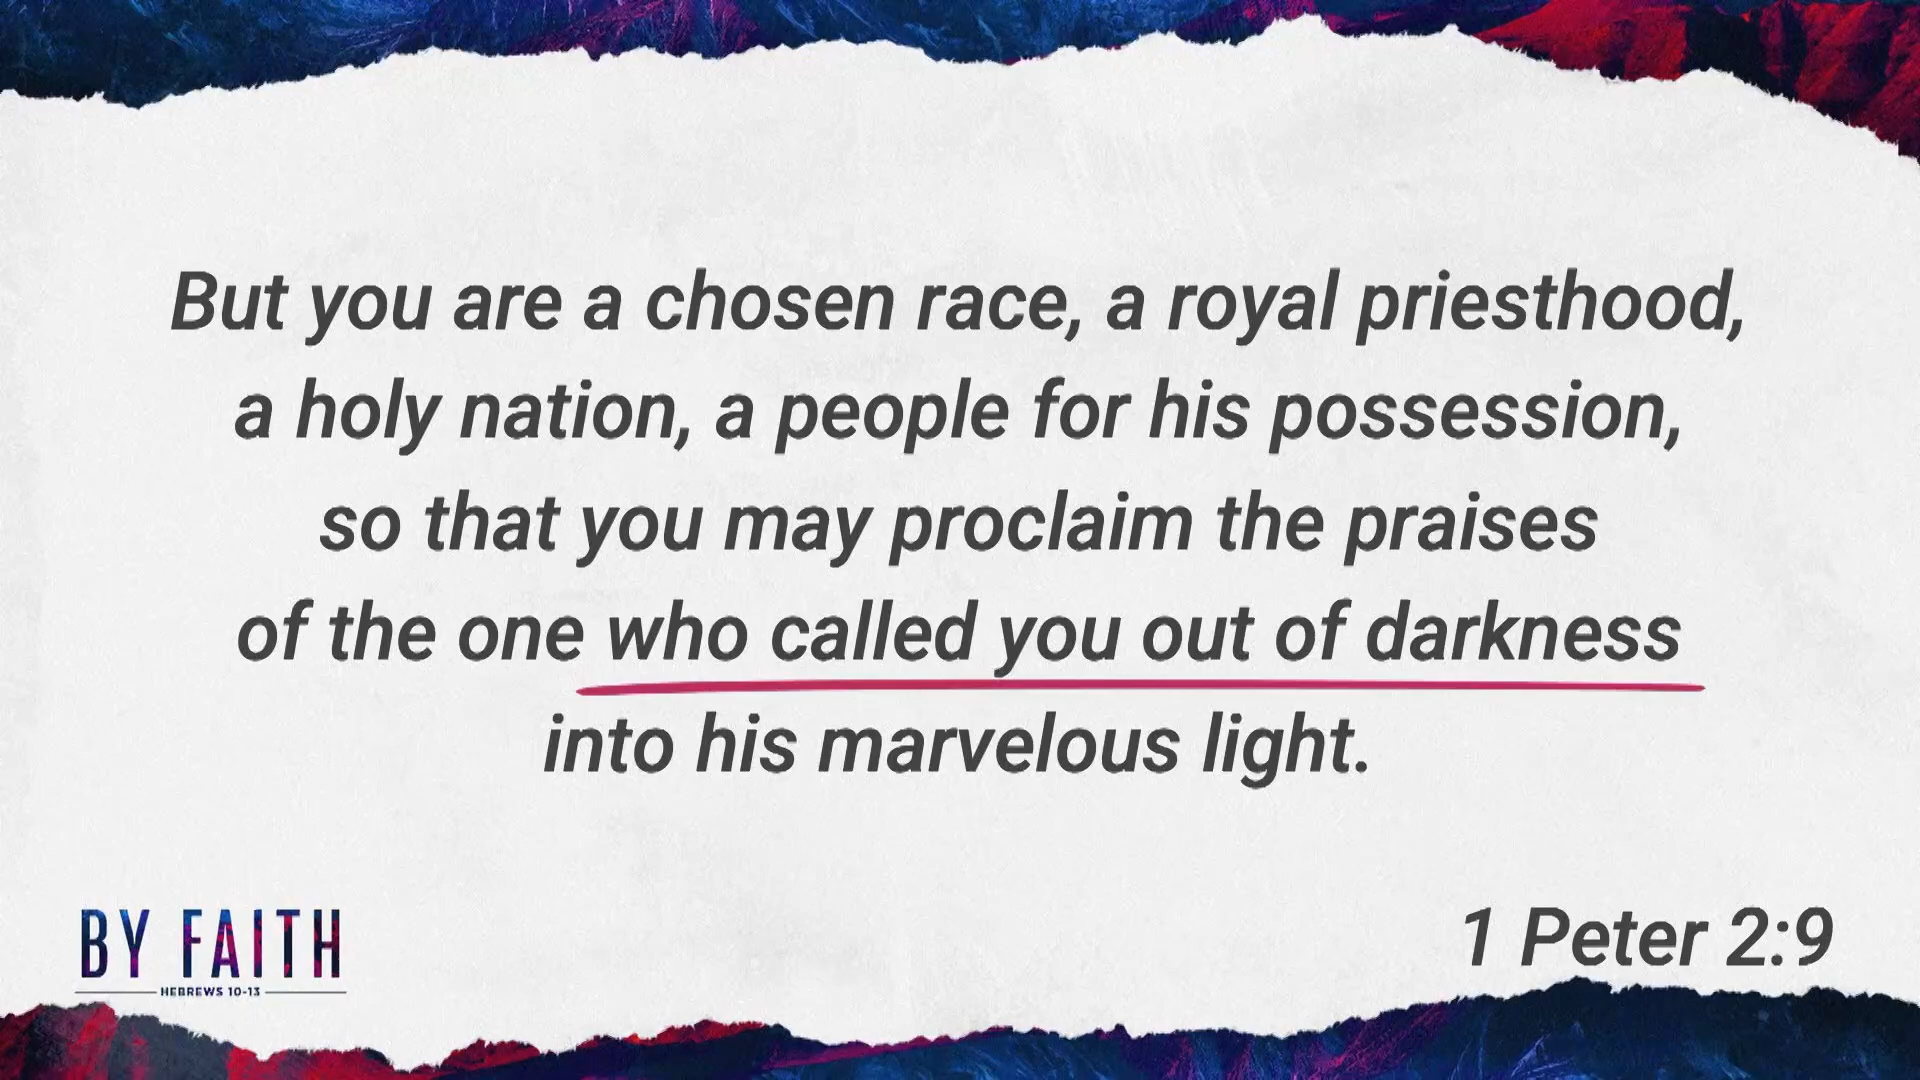 But you are a chosen race, a royal priesthood,
a holy nation, a people for his possession,
so that you may proclaim the praises
of the one who called you out of darkness
into his marvelous light.
1 Peter 2:9
BY FAITH
HEBREWS 10-13